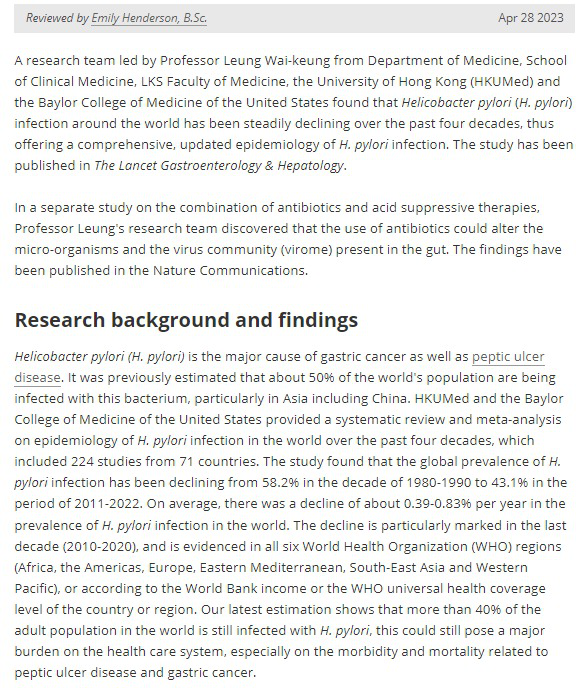 Reviewed by Emily Henderson, B.Sc.
Apr 28 2023
A research team led by Professor Leung Wai-keung from Department of Medicine, School
of Clinical Medicine, LKS Faculty of Medicine, the University of Hong Kong (HKUMed) and
the Baylor College of Medicine of the United States found that Helicobacter pylori (H. pylori)
infection around the world has been steadily declining over the past four decades, thus
offering a comprehensive, updated epidemiology of H. pylori infection. The study has been
published in The Lancet Gastroenterology & Hepatology.
In a separate study on the combination of antibiotics and acid suppressive therapies,
Professor Leung's research team discovered that the use of antibiotics could alter the
micro-organisms and the virus community (virome) present in the gut. The findings have
been published in the Nature Communications.
Research background and findings
Helicobacter pylori (H. pylori) is the major cause of gastric cancer as well as peptic ulcer
disease. It was previously estimated that about 50% of the world's population are being
infected with this bacterium, particularly in Asia including China. HKUMed and the Baylor
College of Medicine of the United States provided a systematic review and meta-analysis
on epidemiology of H. pylori infection in the world over the past four decades, which
included 224 studies from 71 countries. The study found that the global prevalence of H.
pylori infection has been declining from 58.2% in the decade of 1980-1990 to 43.1% in the
period of 2011-2022. On average, there was a decline of about 0.39-0.83% per year in the
prevalence of H. pylori infection in the world. The decline is particularly marked in the last
decade (2010-2020), and is evidenced in all six World Health Organization (WHO) regions
(Africa, the Americas, Europe, Eastern Mediterranean, South-East Asia and Western
Pacific), or according to the World Bank income or the WHO universal health coverage
level of the country or region. Our latest estimation shows that more than 40% of the
adult population in the world is still infected with H. pylori, this could still pose a major
burden on the health care system, especially on the morbidity and mortality related to
peptic ulcer disease and gastric cancer.